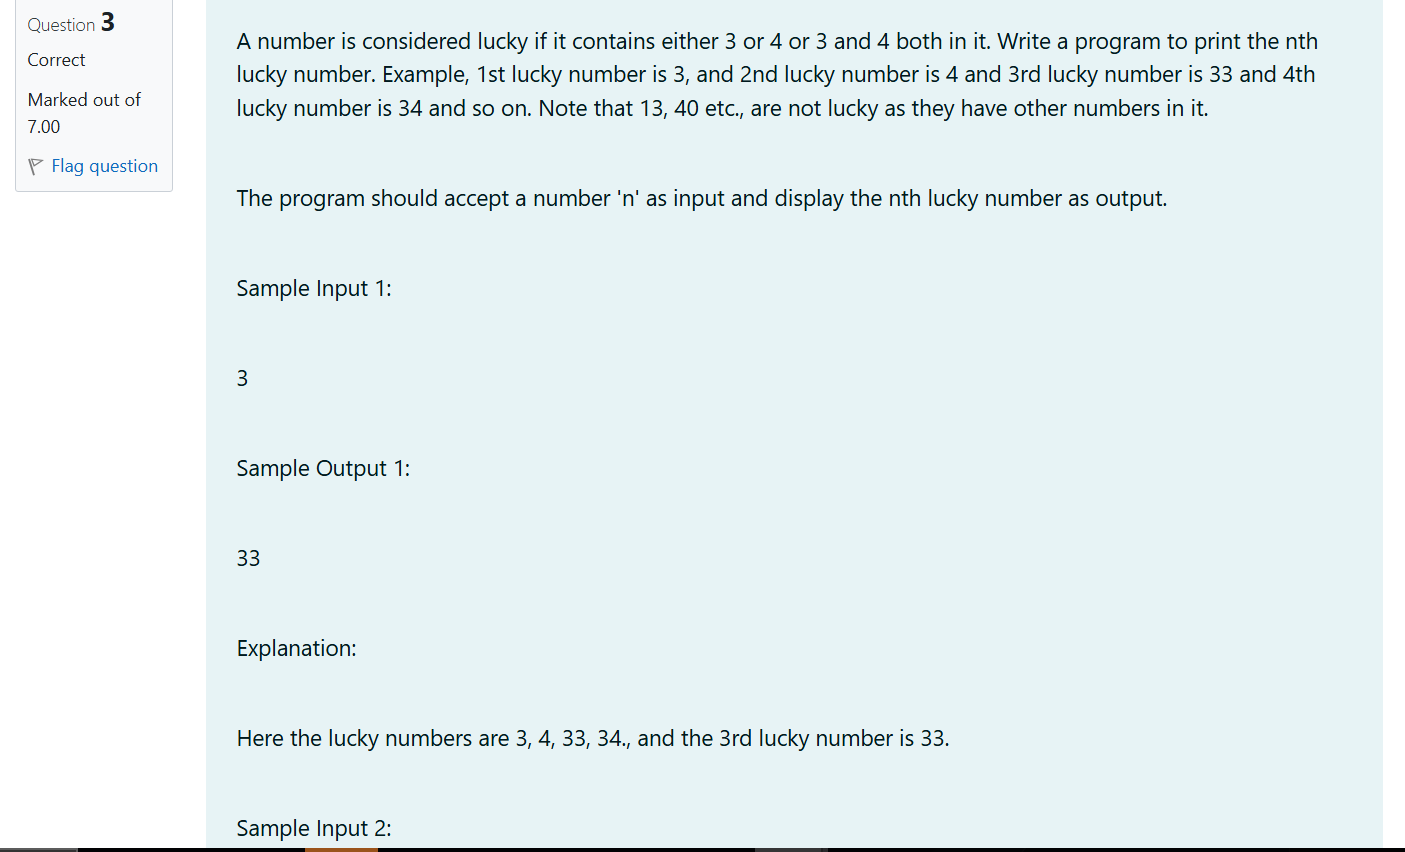 Question 3
Correct
Marked out of
7.00
Flag question
A number is considered lucky if it contains either 3 or 4 or 3 and 4 both in it. Write a program to print the nth
lucky number. Example, 1st lucky number is 3, and 2nd lucky number is 4 and 3rd lucky number is 33 and 4th
lucky number is 34 and so on. Note that 13, 40 etc., are not lucky as they have other numbers in it.
The program should accept a number 'n' as input and display the nth lucky number as output.
Sample Input 1:
3
Sample Output 1:
33
Explanation:
Here the lucky numbers are 3, 4, 33, 34., and the 3rd lucky number is 33.
Sample Input 2: